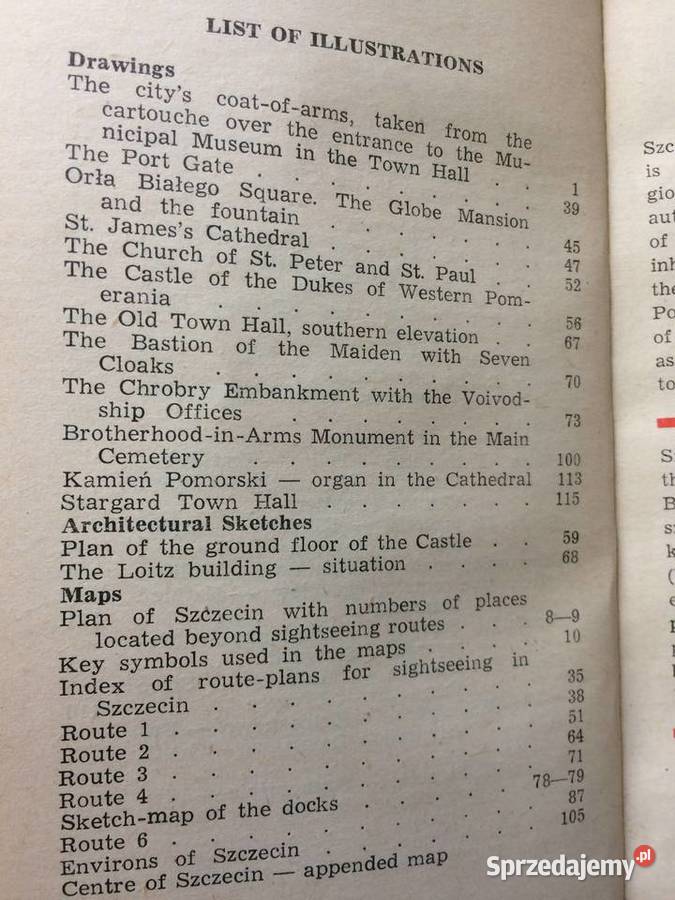 LIST OF ILLUSTRATIONS
Drawings
The city's coat-of-arms, taken from the
cartouche over the entrance to the Mu-
nicipal Museum in the Town Hall . . 1
The Port Gate . . . . . . . 39
Orła Białego Square. The Globe Mansion
and the fountain . . . . . . 45
St. James's Cathedral . . . . . 47
The Church of St. Peter and St. Paul . . 52
The Castle of the Dukes of Western Pom-
erania . . . . . . . . 56
The Old Town Hall, southern elevation . . 67
The Bastion of the Maiden with Seven
Cloaks . . . . . . . . 70
The Chrobry Embankment with the Voivod-
ship Offices . . . . . . 73
Brotherhood-in-Arms Monument in the Main
Cemetery . . . . . . . 100
Kamień Pomorski — organ in the Cathedral 113
Stargard Town Hall . . . . . 115
Architectural Sketches
Plan of the ground floor of the Castle . . 59
The Loitz building — situation . . . . 68
Maps
Plan of Szczecin with numbers of places
located beyond sightseeing routes . . . 8—9
Key symbols used in the maps . . . . 10
Index of route-plans for sightseeing in
Szczecin . . . . . . . . 35
Route 1 . . . . . . . . 38
Route 2 . . . . . . . . 51
Route 3 . . . . . . . . 64
Route 4 . . . . . . . . 71
Sketch-map of the docks . . . . 78—79
Route 6 . . . . . . . . 87
Environs of Szczecin . . . . . 105
Centre of Szczecin — appended map
Szc
is
gio
aut
of
inh
the
Po
of
as
to
Sprzedajemy.pl